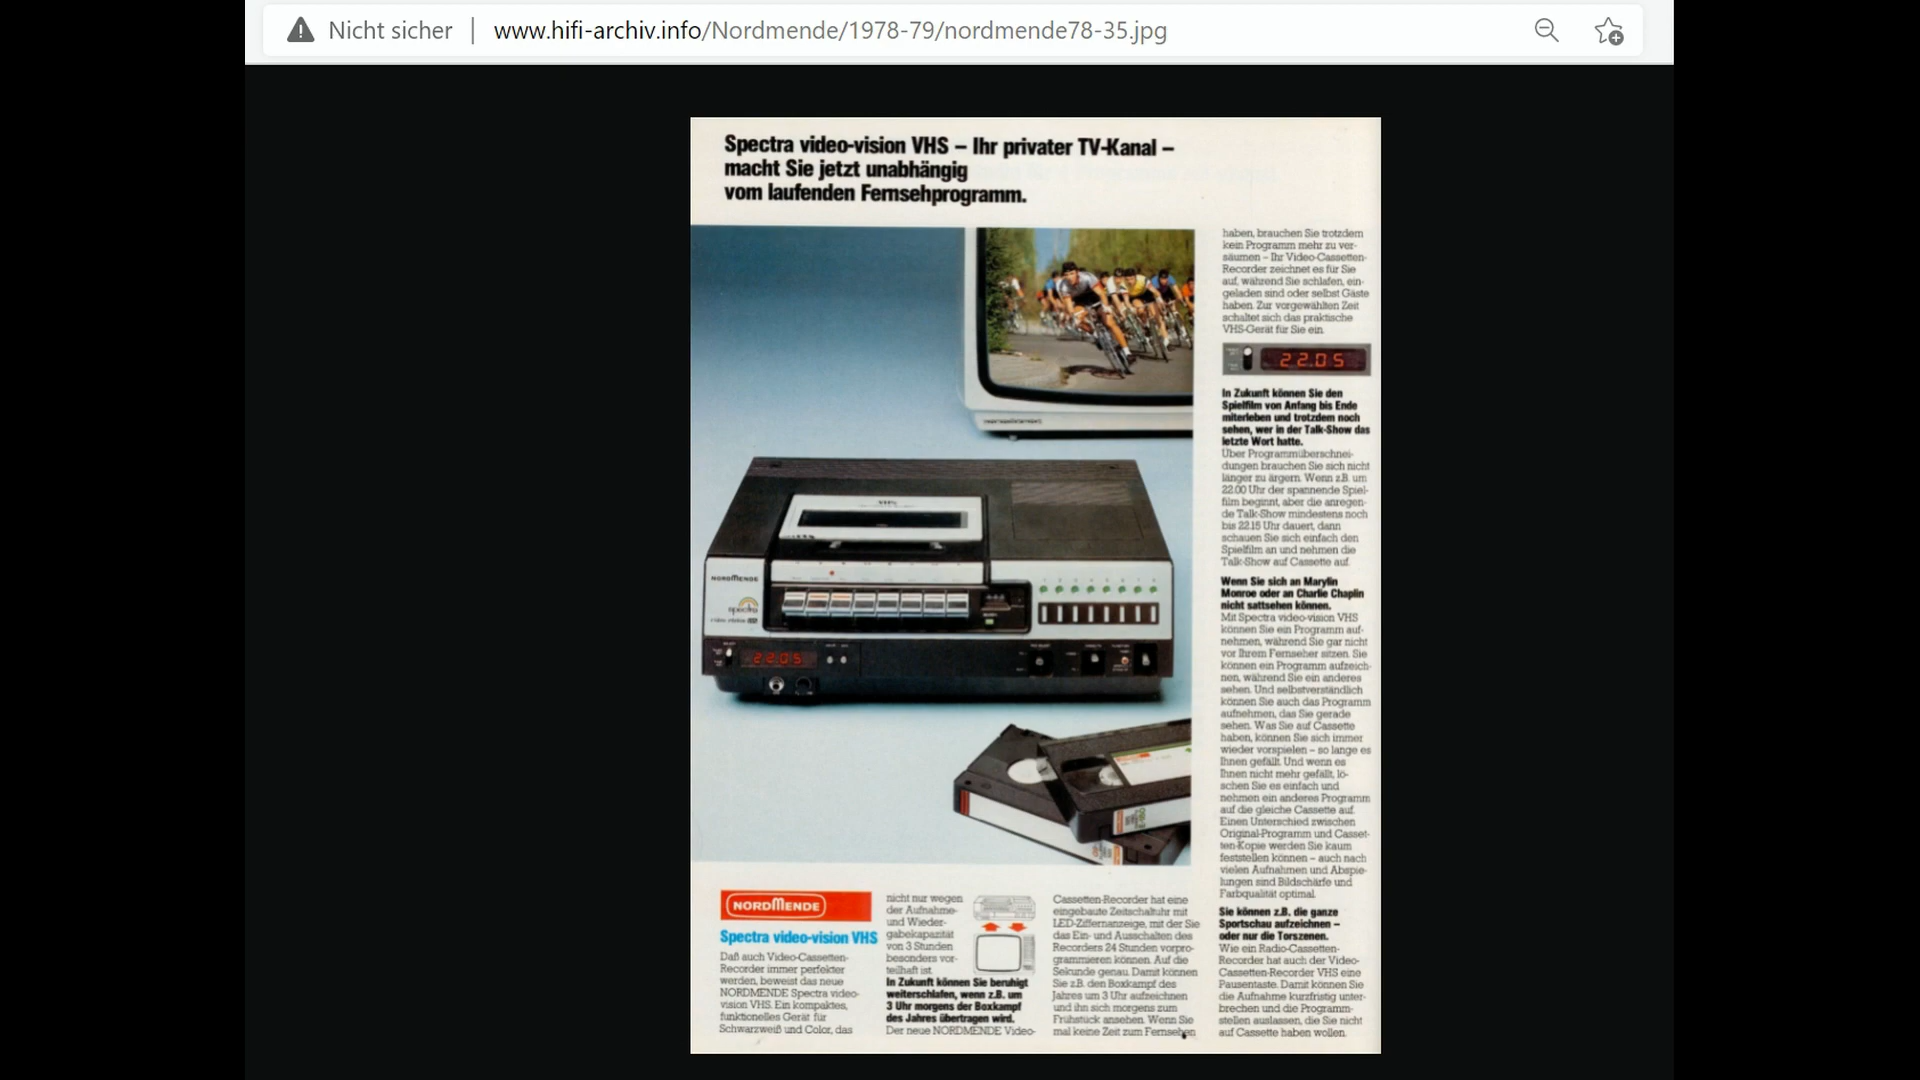 Nicht sicher
www.hifi-archiv.info/Nordmende/1978-79/nordmende78-35.jpg
Spectra video-vision VHS – Ihr privater TV-Kanal –
macht Sie jetzt unabhängig
vom laufenden Fernsehprogramm.
VHS
NORDMENDE
spectra
22.05
NORDMENDE
Spectra video-vision VHS
Daß auch Video-Cassetten-
Recorder immer perfekter
werden, beweist das neue
NORDMENDE Spectra video-
vision VHS. Ein kompaktes,
funktionelles Gerät für
Schwarzweiß und Color, das
nicht nur wegen
der Aufnahme-
und Wieder-
gabekapazität
von 3 Stunden
besonders vor-
teilhaft ist.
In Zukunft können Sie beruhigt
weiterschlafen, wenn z.B. um
3 Uhr morgens der Boxkampf
des Jahres übertragen wird.
Der neue NORDMENDE Video-
Cassetten-Recorder hat eine
eingebaute Zeitschaltuhr mit
LED-Ziffernanzeige, mit der Sie
das Ein- und Ausschalten des
Recorders 24 Stunden vorpro-
grammieren können. Auf die
Sekunde genau. Damit können
Sie z.B. den Boxkampf des
Jahres um 3 Uhr aufzeichnen
und ihn sich morgens zum
Frühstück ansehen. Wenn Sie
mal keine Zeit zum Fernsehen
haben, brauchen Sie trotzdem
kein Programm mehr zu ver-
säumen – Ihr Video-Cassetten-
Recorder zeichnet es für Sie
auf, während Sie schlafen, ein-
geladen sind oder selbst Gäste
haben. Zur vorgewählten Zeit
schaltet sich das praktische
VHS-Gerät für Sie ein.
22.05
In Zukunft können Sie den
Spielfilm von Anfang bis Ende
miterleben und trotzdem noch
sehen, wer in der Talk-Show das
letzte Wort hatte.
Über Programmüberschnei-
dungen brauchen Sie sich nicht
länger zu ärgern. Wenn z.B. um
22.00 Uhr der spannende Spiel-
film beginnt, aber die anregen-
de Talk-Show mindestens noch
bis 22.15 Uhr dauert, dann
schauen Sie sich einfach den
Spielfilm an und nehmen die
Talk-Show auf Cassette auf.
Wenn Sie sich an Marylin
Monroe oder an Charlie Chaplin
nicht sattsehen können.
Mit Spectra video-vision VHS
können Sie ein Programm auf-
nehmen, während Sie gar nicht
vor Ihrem Fernseher sitzen. Sie
können ein Programm aufzeich-
nen, während Sie ein anderes
sehen. Und selbstverständlich
können Sie auch das Programm
aufnehmen, das Sie gerade
sehen. Was Sie auf Cassette
haben, können Sie sich immer
wieder vorspielen – so lange es
Ihnen gefällt. Und wenn es
Ihnen nicht mehr gefällt, lö-
schen Sie es einfach und
nehmen ein anderes Programm
auf die gleiche Cassette auf.
Einen Unterschied zwischen
Original-Programm und Casset-
ten-Kopie werden Sie kaum
feststellen können – auch nach
vielen Aufnahmen und Abspie-
lungen sind Bildschärfe und
Farbqualität optimal.
Sie können z.B. die ganze
Sportschau aufzeichnen –
oder nur die Torszenen.
Wie ein Radio-Cassetten-
Recorder hat auch der Video-
Cassetten-Recorder VHS eine
Pausentaste. Damit können Sie
die Aufnahme kurzfristig unter-
brechen und die Programm-
stellen auslassen, die Sie nicht
auf Cassette haben wollen.